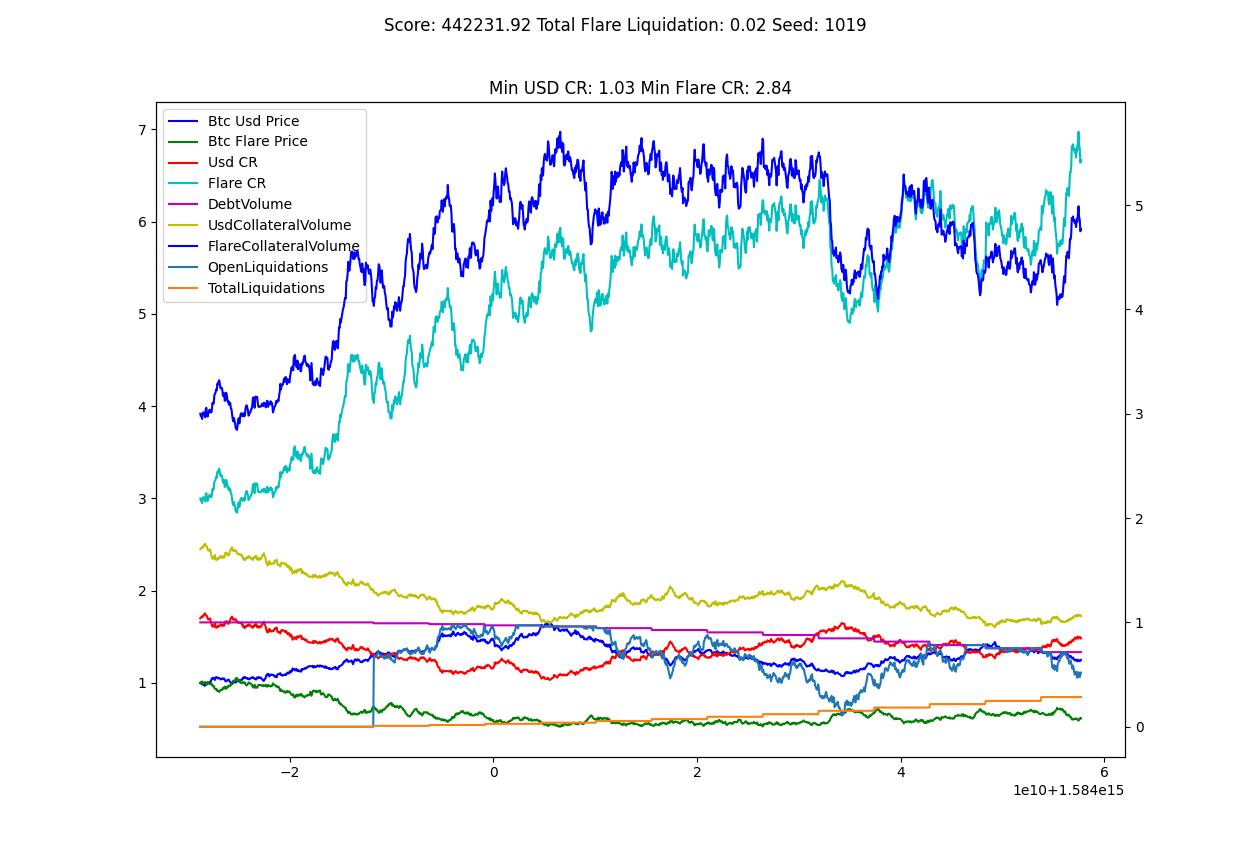 Score: 442231.92 Total Flare Liquidation: 0.02 Seed: 1019
Min USD CR: 1.03 Min Flare CR: 2.84
Btc Usd Price
Btc Flare Price
Usd CR
Flare CR
DebtVolume
UsdCollateralVolume
FlareCollateralVolume
OpenLiquidations
TotalLiquidations
7
6
5
4
3
2
1
5
4
3
2
1
0
−2
0
2
4
6
1e10+1.584e15